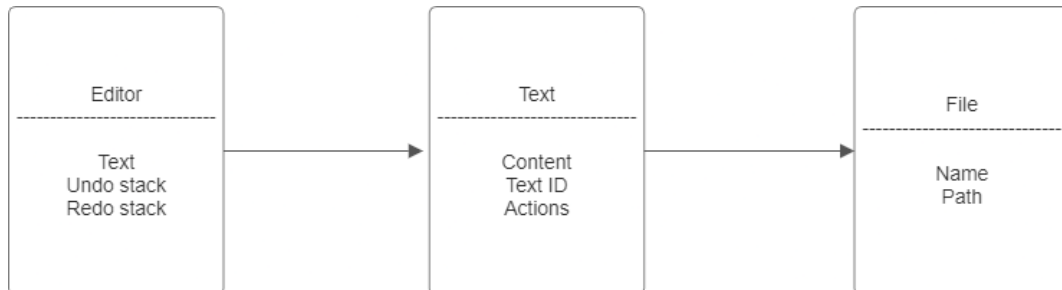 Editor
Text
Undo stack
Redo stack
Text
Content
Text ID
Actions
File
Name
Path